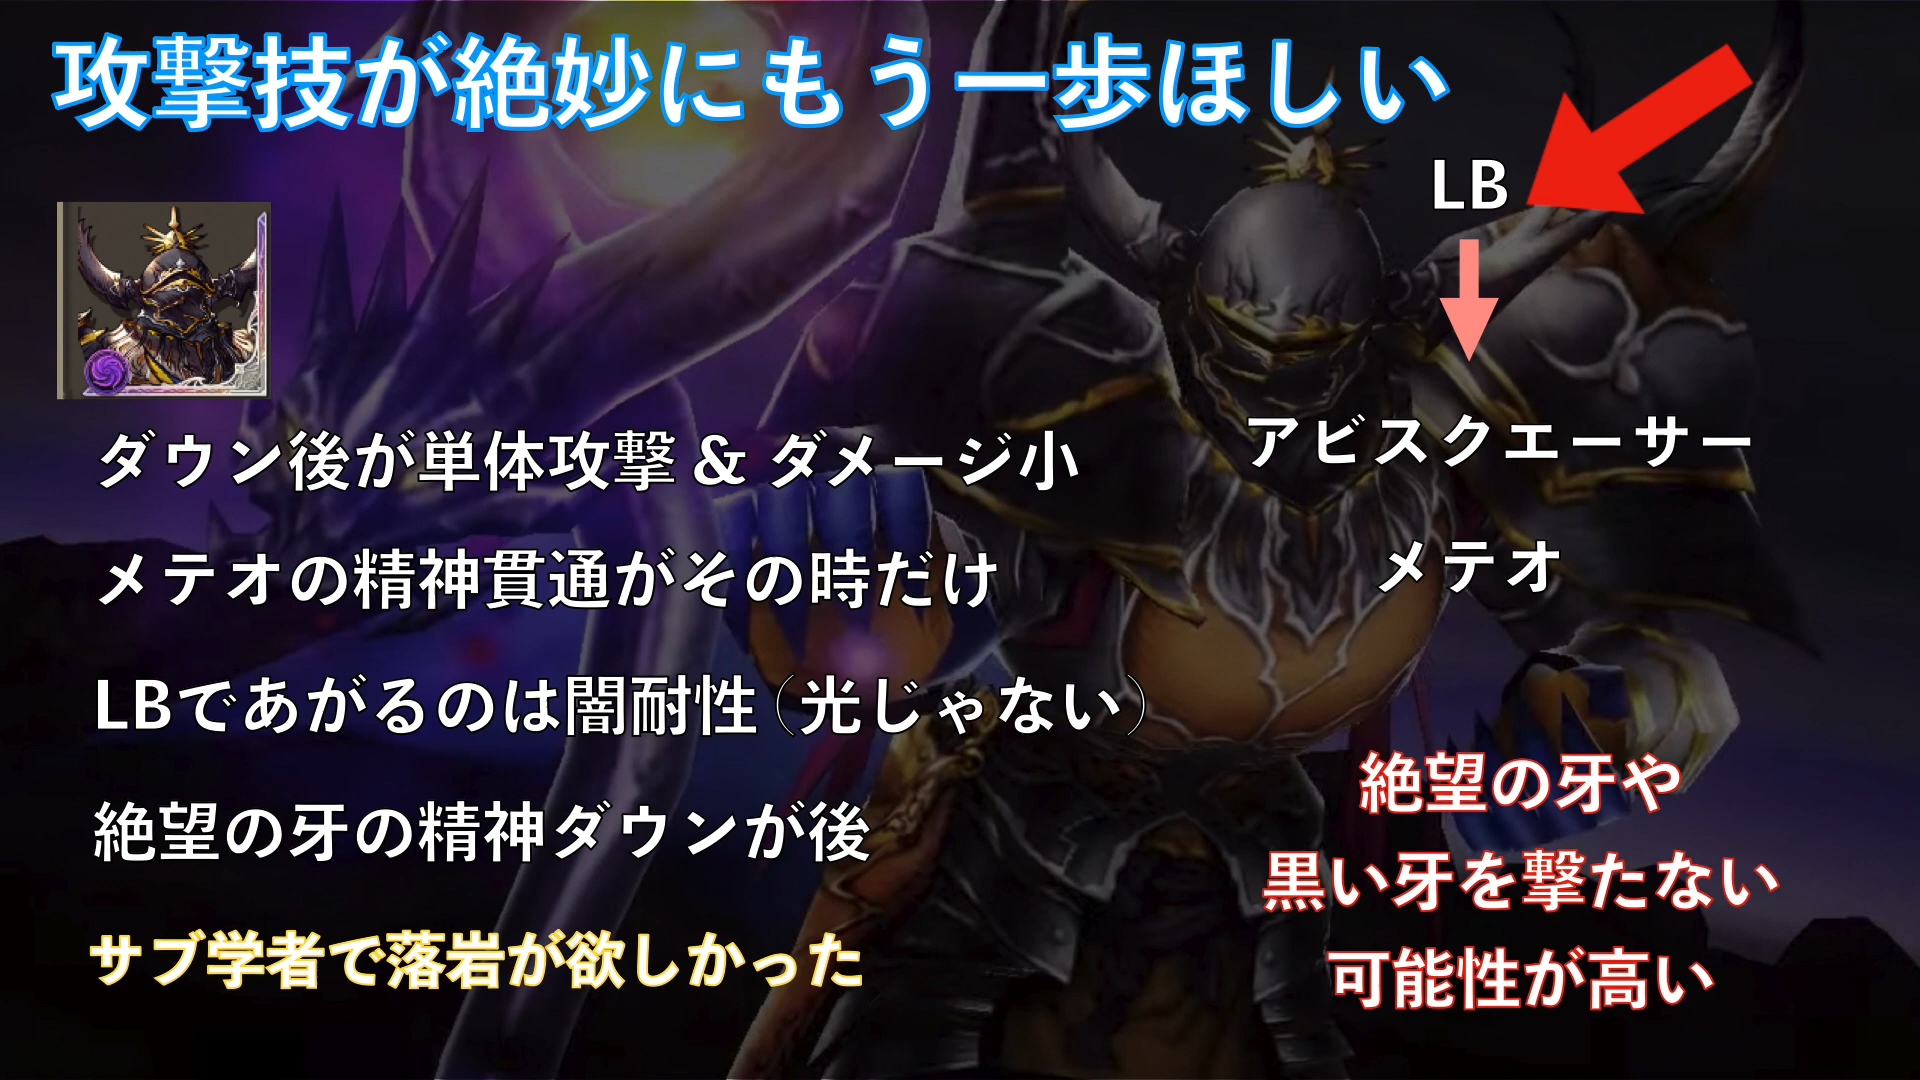 攻撃技が絶妙にもう一歩ほしい
LB
ダウン後が単体攻撃 & ダメージ小
メテオの精神貫通がその時だけ
LBであがるのは闇耐性(光じゃない)
絶望の牙の精神ダウンが後
サブ学者で落岩が欲しかった
アビスクエーサー
メテオ
絶望の牙や
黒い牙を撃たない
可能性が高い